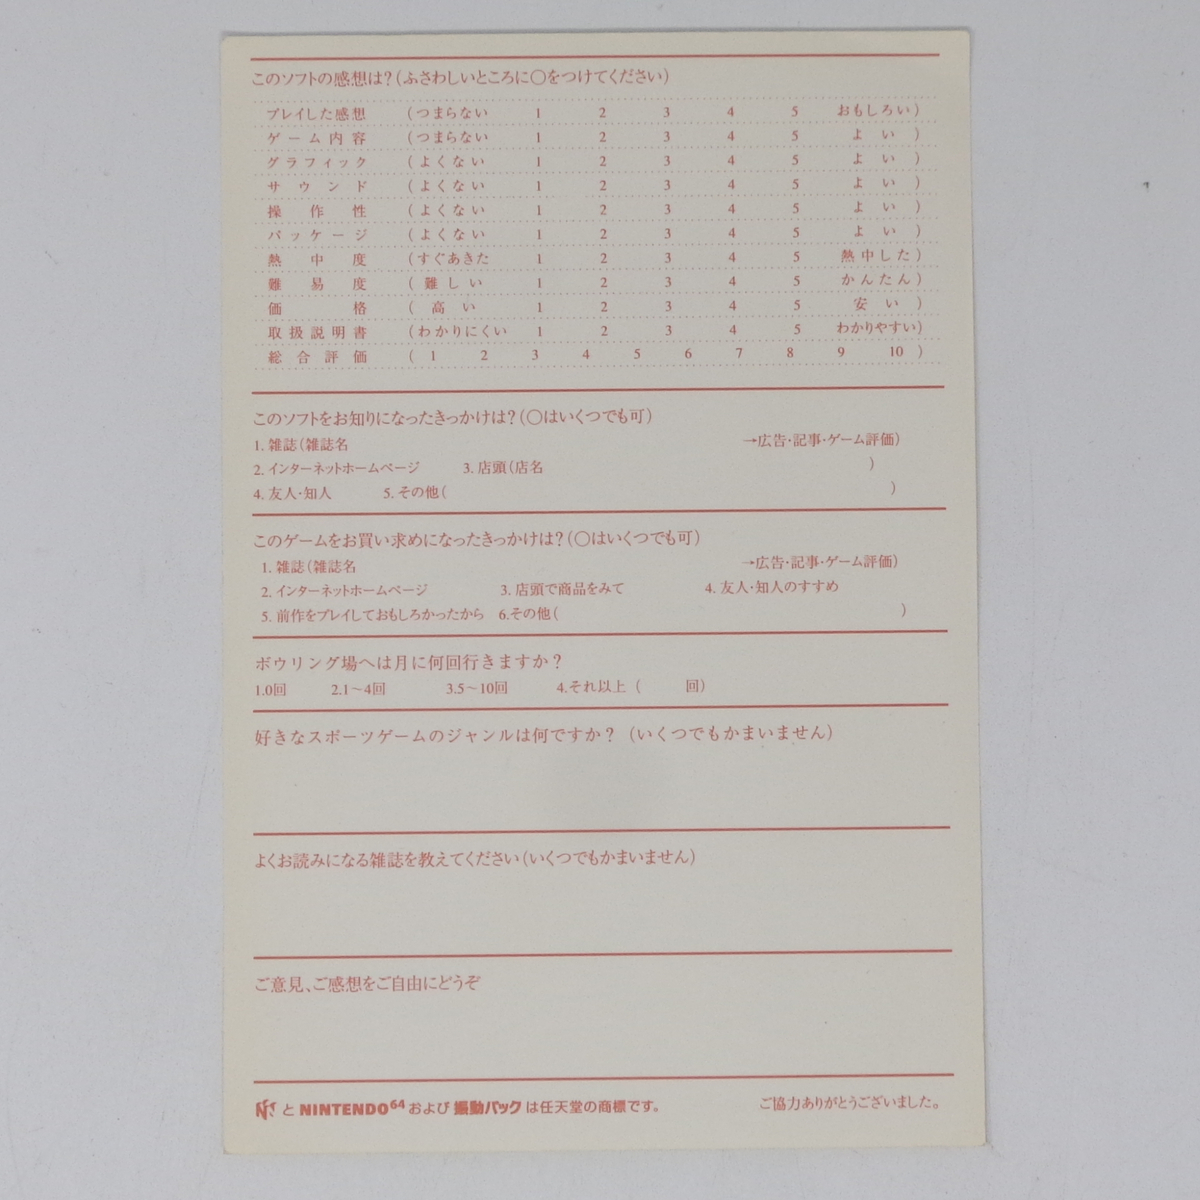 このソフトの感想は?(ふさわしいところに○をつけてください)
プレイした感想 (つまらない 1 2 3 4 5 おもしろい)
ゲーム内容 (つまらない 1 2 3 4 5 よい)
グラフィック (よくない 1 2 3 4 5 よい)
サウンド (よくない 1 2 3 4 5 よい)
操作性 (よくない 1 2 3 4 5 よい)
パッケージ (よくない 1 2 3 4 5 よい)
熱中度 (すぐあきた 1 2 3 4 5 熱中した)
難易度 (難しい 1 2 3 4 5 かんたん)
価格 (高い 1 2 3 4 5 安い)
取扱説明書 (わかりにくい 1 2 3 4 5 わかりやすい)
総合評価 (1 2 3 4 5 6 7 8 9 10)
このソフトをお知りになったきっかけは?(○はいくつでも可)
1. 雑誌(雑誌名 →広告・記事・ゲーム評価)
2. インターネットホームページ 3. 店頭(店名 )
4. 友人・知人 5. その他( )
このゲームをお買い求めになったきっかけは?(○はいくつでも可)
1. 雑誌(雑誌名 →広告・記事・ゲーム評価)
2. インターネットホームページ 3. 店頭で商品をみて 4. 友人・知人のすすめ
5. 前作をプレイしておもしろかったから 6.その他( )
ボウリング場へは月に何回行きますか?
1.0回 2.1〜4回 3.5〜10回 4.それ以上 ( 回)
好きなスポーツゲームのジャンルは何ですか? (いくつでもかまいません)
よくお読みになる雑誌を教えてください(いくつでもかまいません)
ご意見、ご感想をご自由にどうぞ
と NINTENDO64 および 振動パック は任天堂の商標です。 ご協力ありがとうございました。